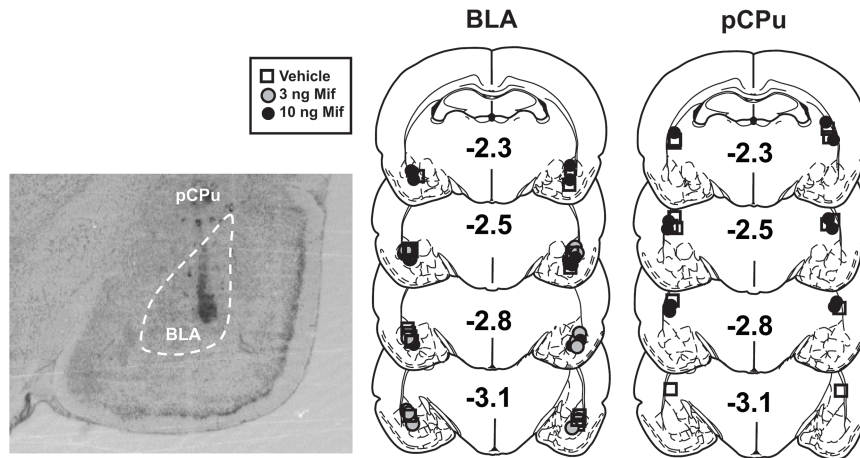 BLA
pCPu
Vehicle
3 ng Mif
10 ng Mif
-2.3
-2.3
pCPu
-2.5
-2.5
BLA
-2.8
-2.8
-3.1
-3.1